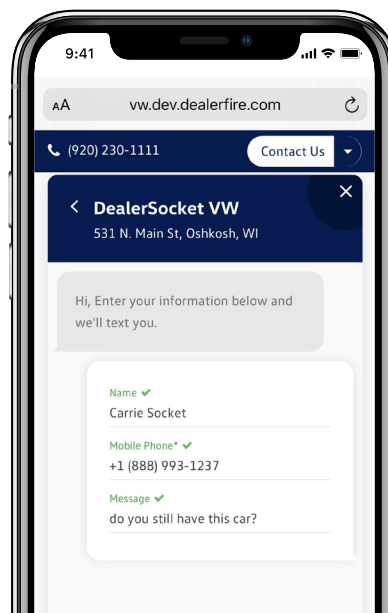 9:41
AA vw.dev.dealerfire.com
(920) 230-1111 Contact Us
DealerSocket VW
531 N. Main St, Oshkosh, WI
Hi, Enter your information below and
we'll text you.
Name
Carrie Socket
Mobile Phone*
+1 (888) 993-1237
Message
do you still have this car?